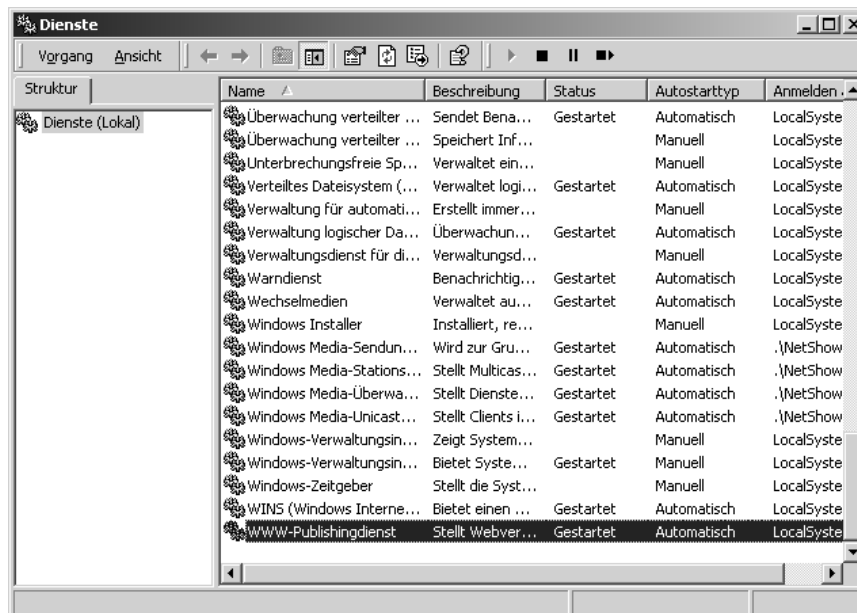 Dienste
Vorgang Ansicht
Struktur
Dienste (Lokal)
Name Beschreibung Status Autostarttyp Anmelden
Überwachung verteilter ... Sendet Bena... Gestartet Automatisch LocalSyste
Überwachung verteilter ... Speichert Inf... Manuell LocalSyste
Unterbrechungsfreie Sp... Verwaltet ein... Manuell LocalSyste
Verteiltes Dateisystem (... Verwaltet logi... Gestartet Automatisch LocalSyste
Verwaltung für automati... Erstellt immer... Manuell LocalSyste
Verwaltung logischer Da... Überwachun... Gestartet Automatisch LocalSyste
Verwaltungsdienst für di... Verwaltungsd... Manuell LocalSyste
Warndienst Benachrichtig... Gestartet Automatisch LocalSyste
Wechselmedien Verwaltet au... Gestartet Automatisch LocalSyste
Windows Installer Installiert, re... Manuell LocalSyste
Windows Media-Sendun... Wird zur Gru... Gestartet Automatisch .\NetShow
Windows Media-Stations... Stellt Multicas... Gestartet Automatisch .\NetShow
Windows Media-Überwa... Stellt Dienste... Gestartet Automatisch .\NetShow
Windows Media-Unicast... Stellt Clients i... Gestartet Automatisch .\NetShow
Windows-Verwaltungsin... Zeigt System... Manuell LocalSyste
Windows-Verwaltungsin... Bietet Syste... Gestartet Manuell LocalSyste
Windows-Zeitgeber Stellt die Syst... Manuell LocalSyste
WINS (Windows Interne... Bietet einen ... Gestartet Automatisch LocalSyste
WWW-Publishingdienst Stellt Webver... Gestartet Automatisch LocalSyste